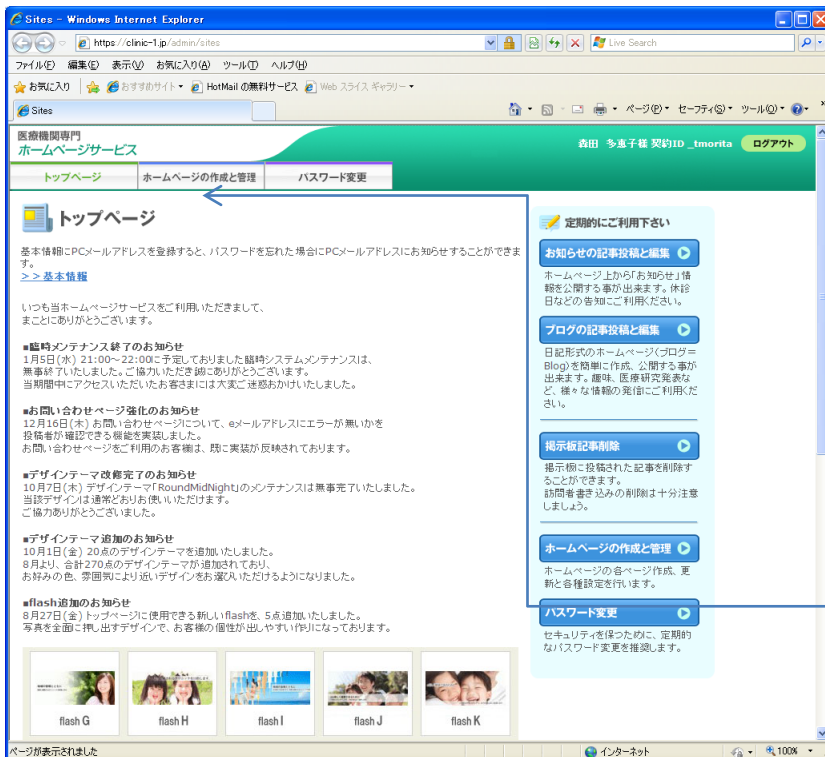 Sites - Windows Internet Explorer
https://clinic-1.jp/admin/sites
Live Search
ファイル(F) 編集(E) 表示(V) お気に入り(A) ツール(T) ヘルプ(H)
お気に入り おすすめサイト HotMail の無料サービス Web スライス ギャラリー
Sites
ページ(P) セーフティ(S) ツール(O)
医療機関専門
ホームページサービス
森田 多恵子様 契約ID _tmorita ログアウト
トップページ ホームページの作成と管理 パスワード変更
トップページ
基本情報にPCメールアドレスを登録すると、パスワードを忘れた場合にPCメールアドレスにお知らせすることができま
す。
>>基本情報
いつも当ホームページサービスをご利用いただきまして、
まことにありがとうございます。
■臨時メンテナンス終了のお知らせ
1月5日(水) 21:00~22:00に予定しておりました臨時システムメンテナンスは、
無事終了いたしました。ご協力いただき誠にありがとうございます。
当期間中にアクセスいただいたお客さまには大変ご迷惑おかけいたしました。
■お問い合わせページ強化のお知らせ
12月16日(木) お問い合わせページについて、eメールアドレスにエラーが無いかを
投稿者が確認できる機能を実装しました。
お問い合わせページをご利用のお客様は、既に実装が反映されております。
■デザインテーマ改修完了のお知らせ
10月7日(木) デザインテーマ「RoundMidNight」のメンテナンスは無事完了いたしました。
当該デザインは通常どおりお使いいただけます。
ご協力ありがとうございました。
■デザインテーマ追加のお知らせ
10月1日(金) 20点のデザインテーマを追加いたしました。
8月より、合計270点のデザインテーマが追加されており、
お好みの色、雰囲気により近いデザインをお選びいただけるようになりました。
■flash追加のお知らせ
8月27日(金) トップページに使用できる新しいflashを、5点追加いたしました。
写真を全面に押し出すデザインで、お客様の個性が出しやすい作りになっております。
flash G flash H flash I flash J flash K
定期的にご利用下さい
お知らせの記事投稿と編集
ホームページ上から「お知らせ」情
報を公開する事が出来ます。休診
日などの告知にご利用ください。
ブログの記事投稿と編集
日記形式のホームページ(ブログ=
Blog)を簡単に作成、公開する事が
出来ます。趣味、医療研究発表な
ど、様々な情報の発信にご利用くだ
さい。
掲示板記事削除
掲示板に投稿された記事を削除す
ることができます。
訪問者書き込みの削除は十分注意
しましょう。
ホームページの作成と管理
ホームページの各ページ作成、更
新と各種設定を行います。
パスワード変更
セキュリティを保つために、定期的
なパスワード変更を推奨します。
ページが表示されました インターネット 100%